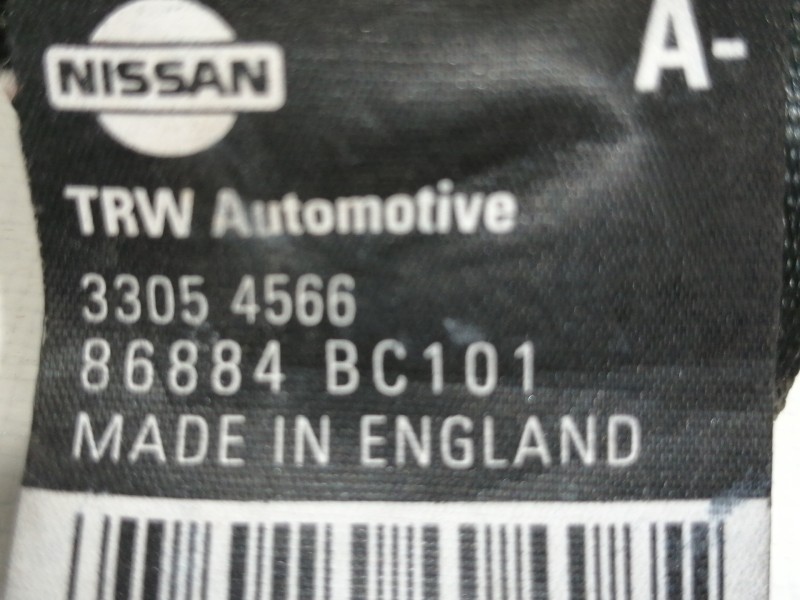 NISSAN
A-
TRW Automotive
3305 4566
86884 BC101
MADE IN ENGLAND